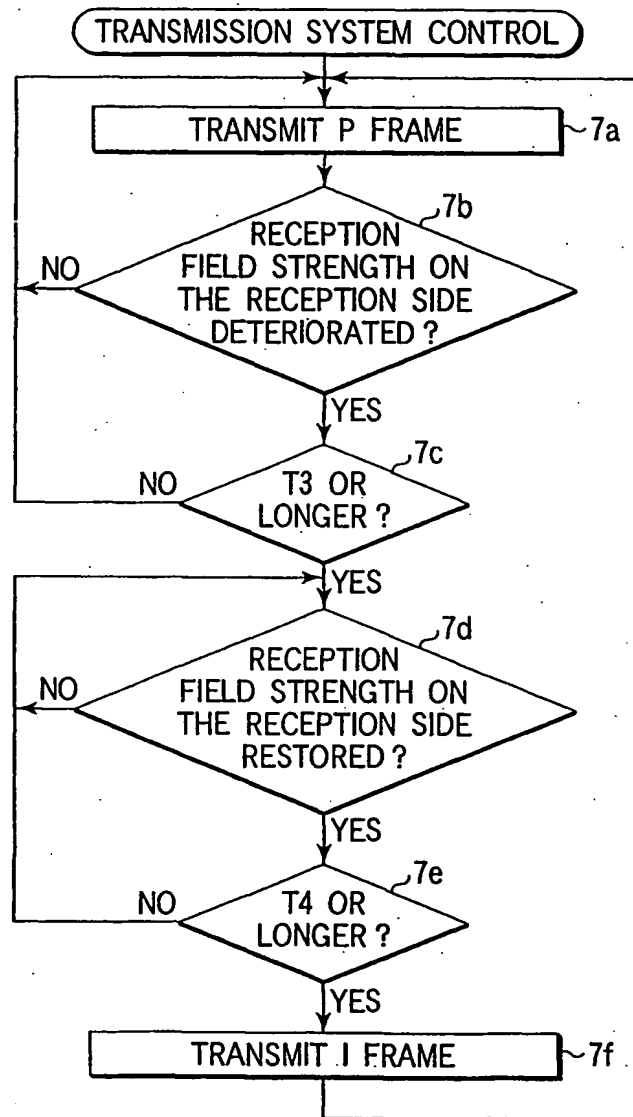 TRANSMISSION SYSTEM CONTROL
TRANSMIT P FRAME
7a
7b
RECEPTION
FIELD STRENGTH ON
THE RECEPTION SIDE
DETERIORATED ?
NO
YES
7c
T3 OR
LONGER ?
NO
YES
7d
RECEPTION
FIELD STRENGTH ON
THE RECEPTION SIDE
RESTORED ?
NO
YES
7e
T4 OR
LONGER ?
NO
YES
TRANSMIT I FRAME
7f